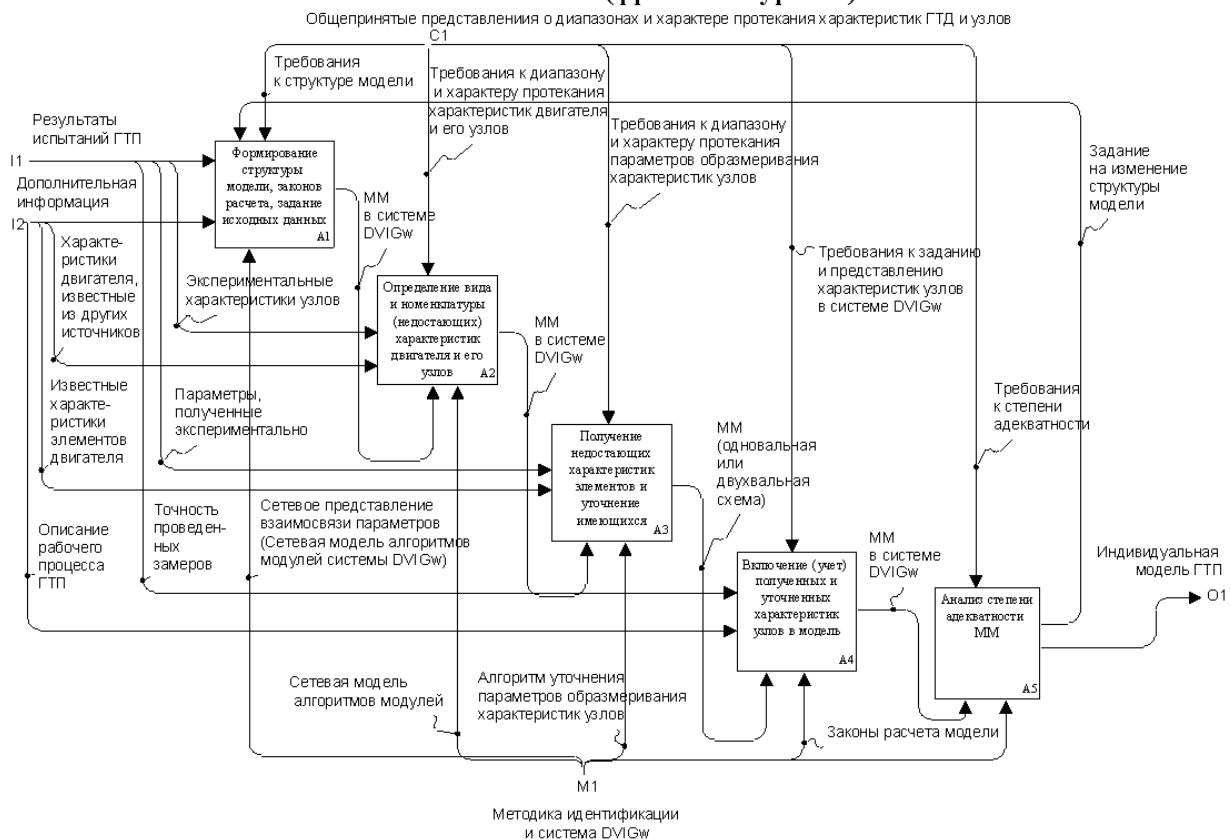 Общепринятые представлениия о диапазонах и характере протекания характеристик ГТД и узлов
C1
Требования
к структуре модели
Требования к диапазону
и характеру протекания
характеристик двигателя
и его узлов
Требования к диапазону
и характеру протекания
параметров образмеривания
характеристик узлов
Задание
на изменение
структуры
модели
Результаты
испытаний ГТП
I1
Дополнительная
информация
I2
Формирование
структуры
модели, законов
расчета, задание
исходных данных
A1
ММ
в системе
DVIGw
Характе-
ристики
двигателя,
известные
из других
источников
Экспериментальные
характеристики узлов
Определение вида
и номенклатуры
(недостающих)
характеристик
двигателя и его
узлов
A2
ММ
в системе
DVIGw
Требования к заданию
и представлению
характеристик узлов
в системе DVIGw
Известные
характе-
ристики
элементов
двигателя
Параметры,
полученные
экспериментально
Получение
недостающих
характеристик
элементов и
уточнение
имеющихся
A3
ММ
(одновальная
или
двухвальная
схема)
Требования
к степени
адекватности
Описание
рабочего
процесса
ГТП
Точность
проведен-
ных
замеров
Сетевое представление
взаимосвязи параметров
(Сетевая модель алгоритмов
модулей системы DVIGw)
Включение (учет)
полученных и
уточненных
характеристик
узлов в модель
A4
ММ
в системе
DVIGw
Анализ степени
адекватности
ММ
A5
Индивидуальная
модель ГТП
O1
Сетевая модель
алгоритмов модулей
Алгоритм уточнения
параметров образмеривания
характеристик узлов
Законы расчета модели
M1
Методика идентификации
и система DVIGw